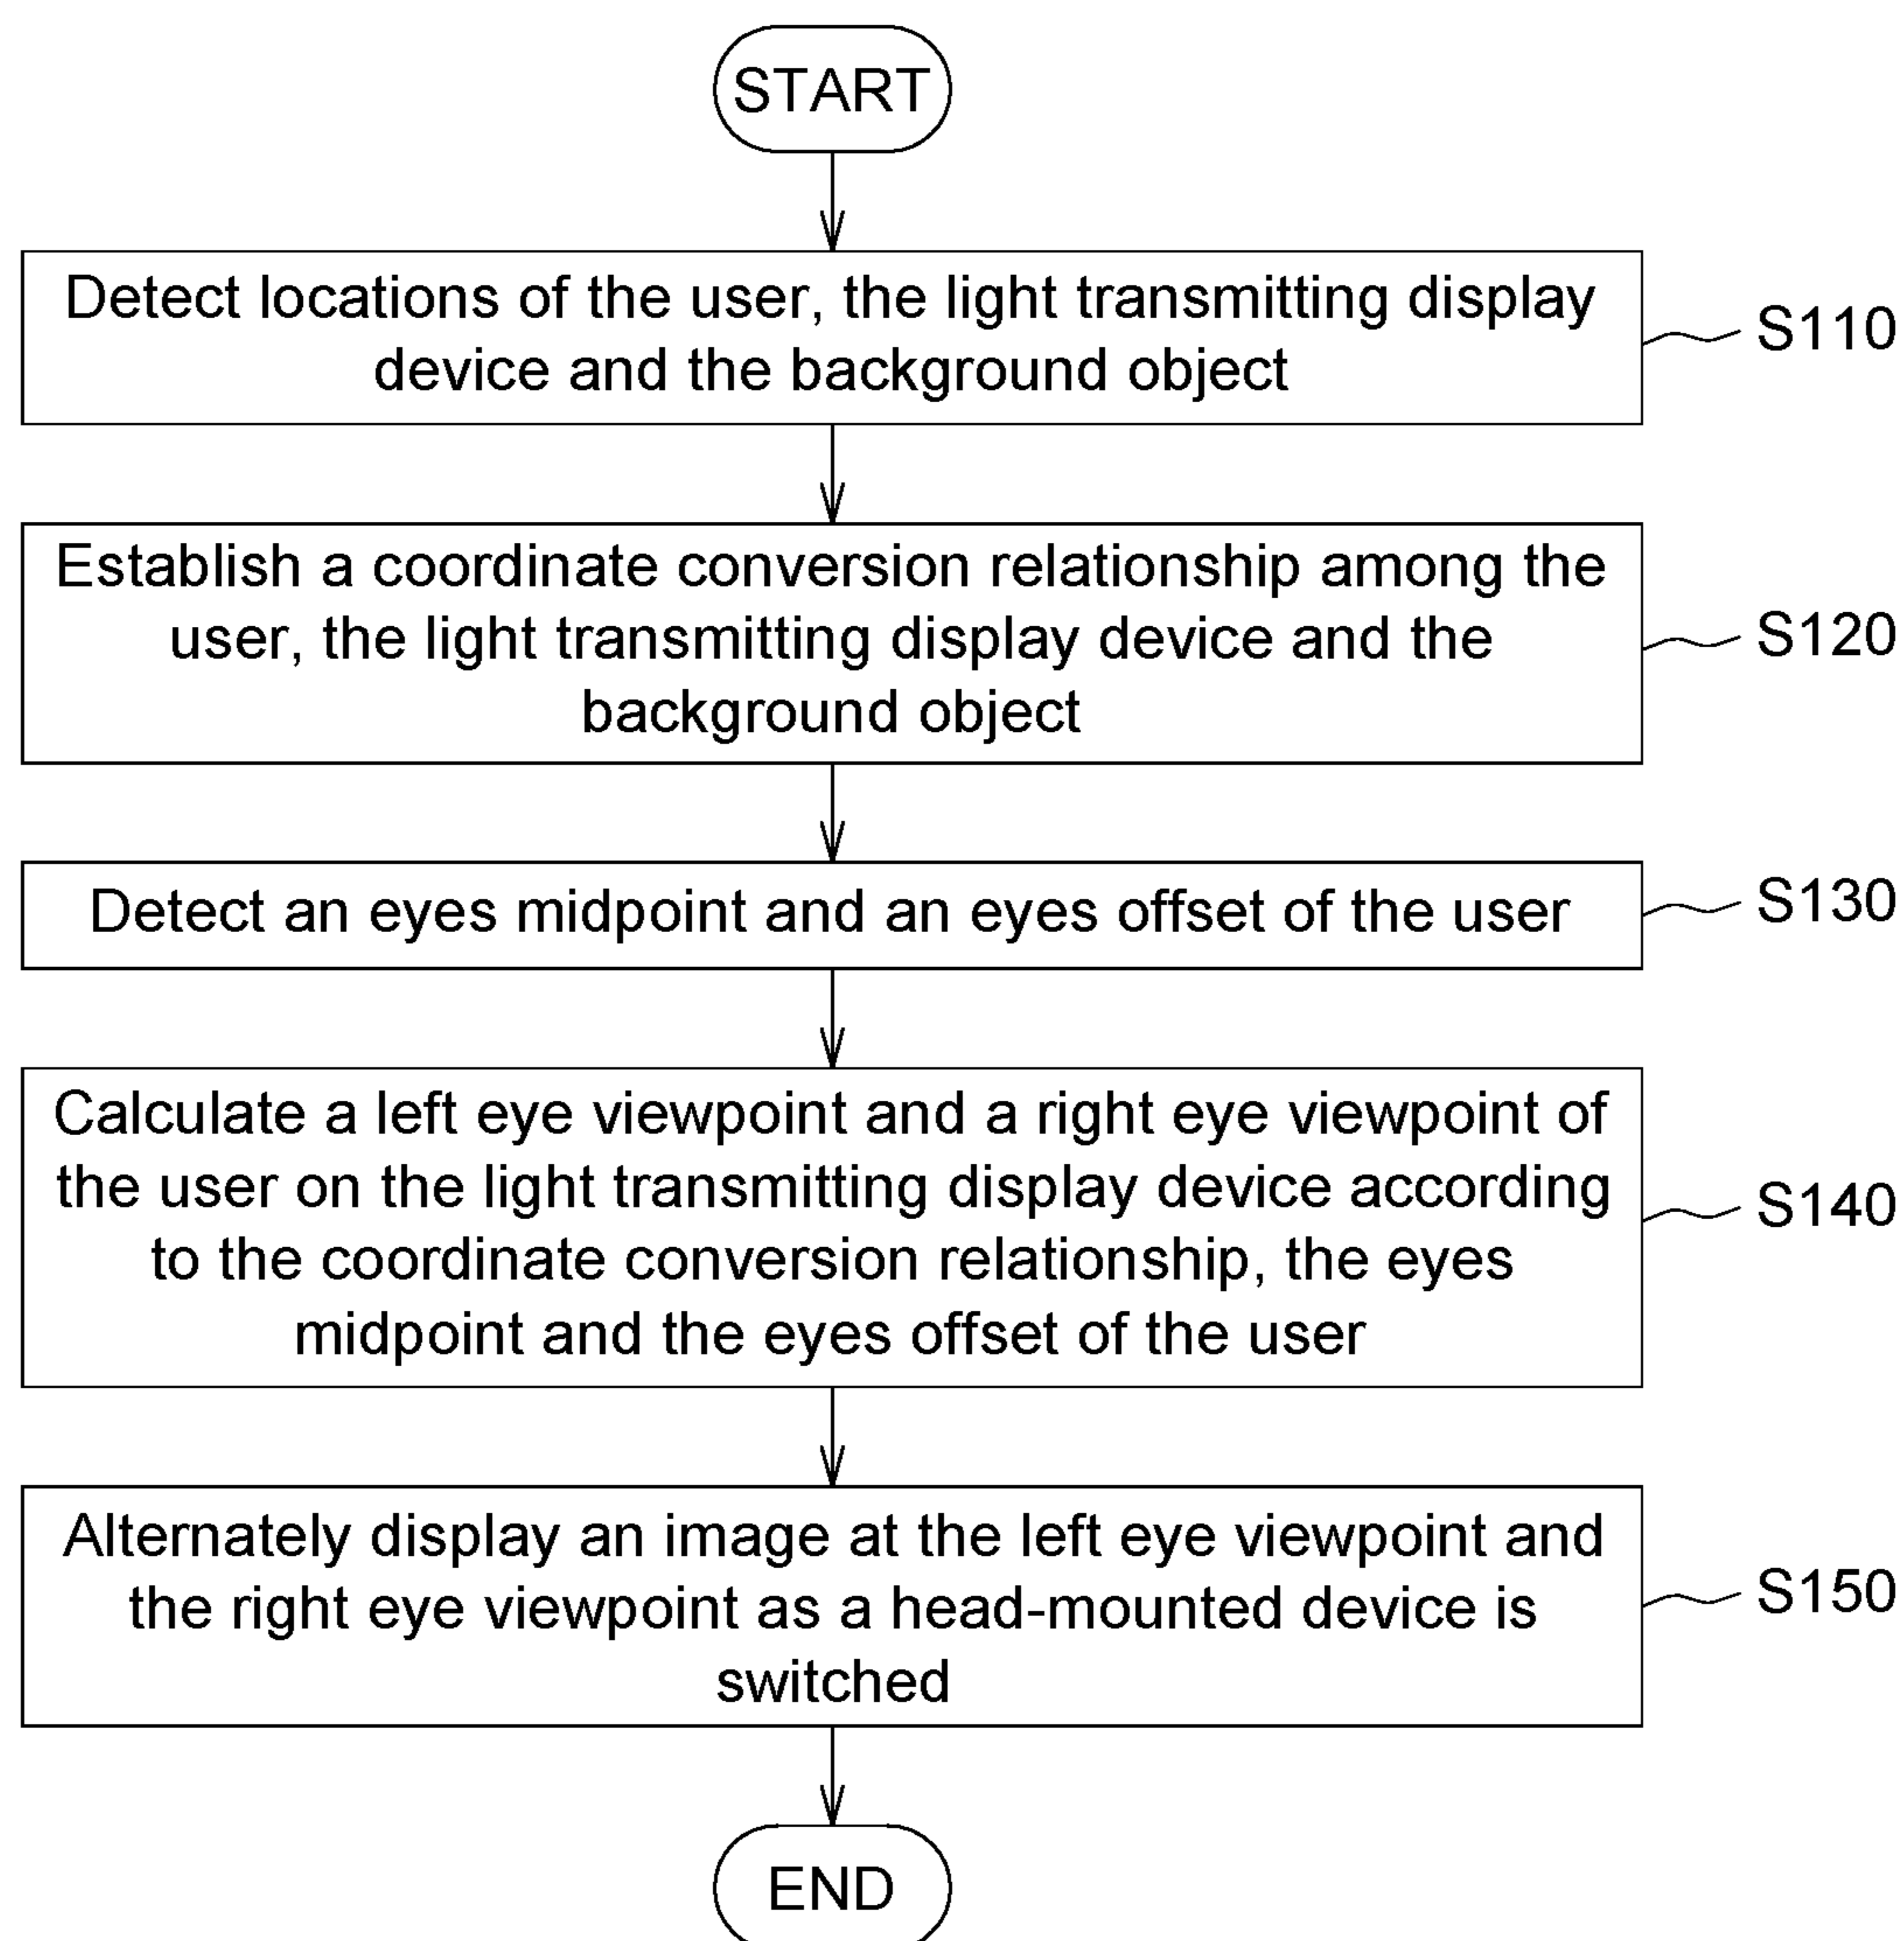 START
Detect locations of the user, the light transmitting display
device and the background object
S110
Establish a coordinate conversion relationship among the
user, the light transmitting display device and the
background object
S120
Detect an eyes midpoint and an eyes offset of the user
S130
Calculate a left eye viewpoint and a right eye viewpoint of
the user on the light transmitting display device according
to the coordinate conversion relationship, the eyes
midpoint and the eyes offset of the user
S140
Alternately display an image at the left eye viewpoint and
the right eye viewpoint as a head-mounted device is
switched
S150
END